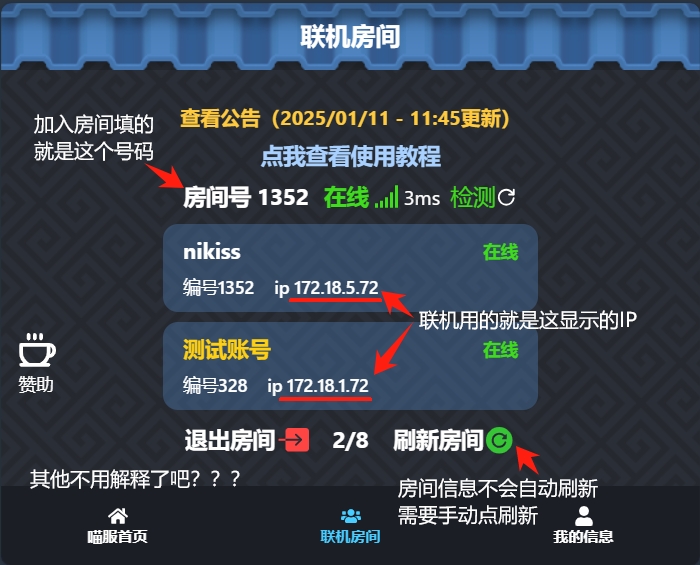 联机房间
查看公告（2025/01/11 - 11:45更新）
加入房间填的
就是这个号码
点我查看使用教程
房间号 1352 在线 3ms 检测
nikiss 在线
编号1352 ip 172.18.5.72
联机用的就是这显示的IP
测试账号 在线
编号328 ip 172.18.1.72
赞助
退出房间 2/8 刷新房间
其他不用解释了吧？？？
房间信息不会自动刷新
需要手动点刷新
喵服首页 联机房间 我的信息